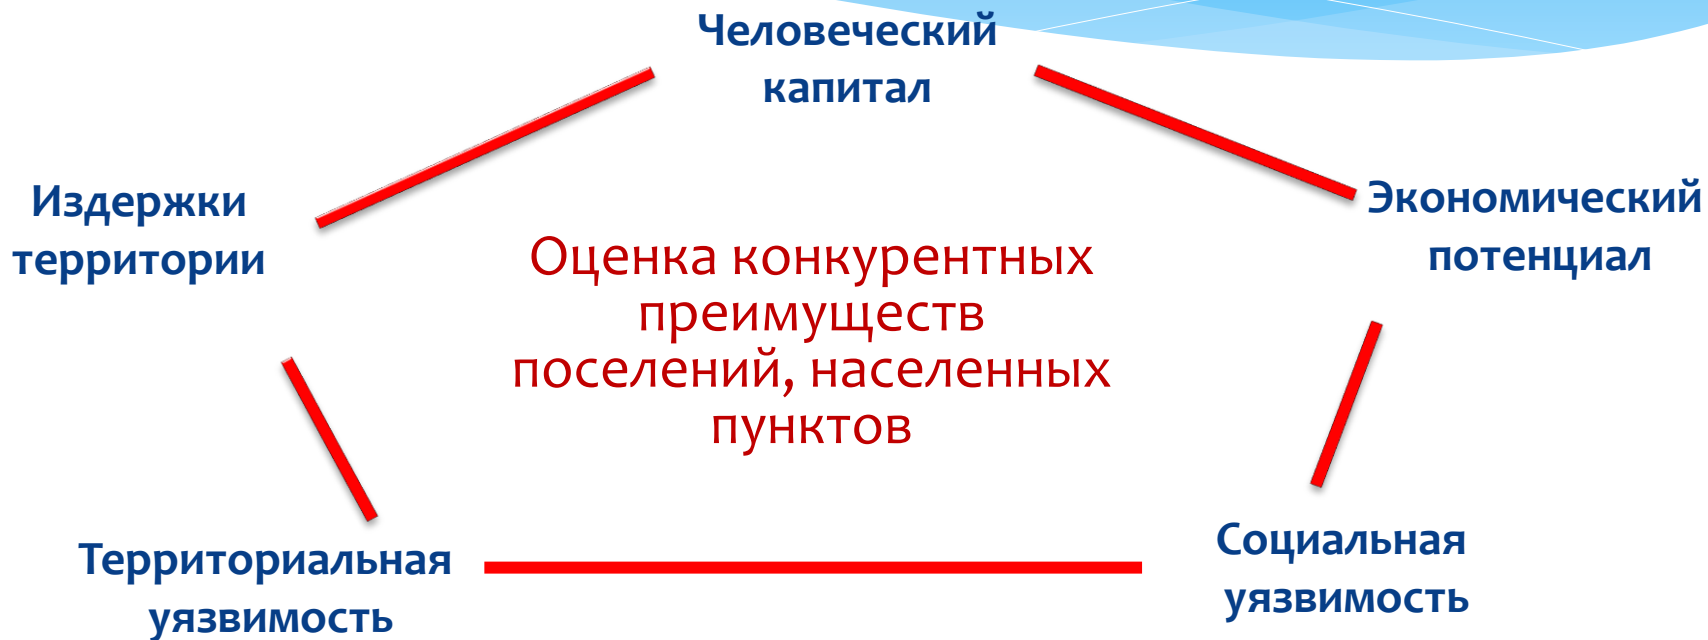 Человеческий
капитал
Издержки
территории
Экономический
потенциал
Оценка конкурентных
преимуществ
поселений, населенных
пунктов
Территориальная
уязвимость
Социальная
уязвимость